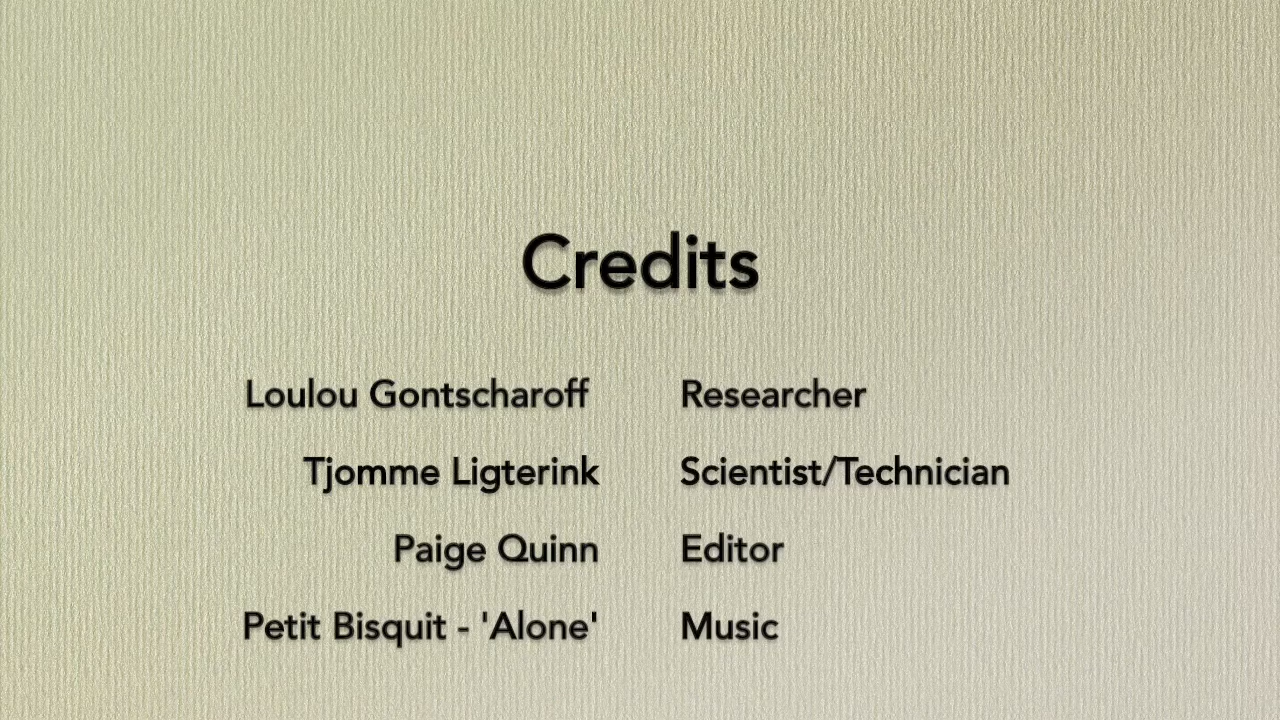 Credits
Loulou Gontscharoff Researcher
Tjomme Ligterink Scientist/Technician
Paige Quinn Editor
Petit Bisquit - 'Alone' Music